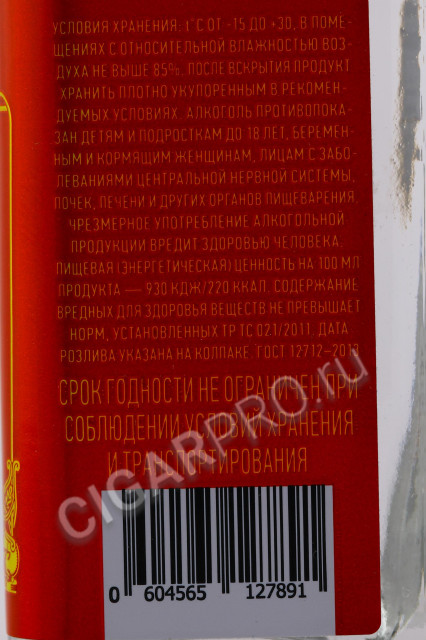 УСЛОВИЯ ХРАНЕНИЯ: t°C ОТ -15 ДО +30, В ПОМЕ-
ЩЕНИЯХ С ОТНОСИТЕЛЬНОЙ ВЛАЖНОСТЬЮ ВОЗ-
ДУХА НЕ ВЫШЕ 85%. ПОСЛЕ ВСКРЫТИЯ ПРОДУКТ
ХРАНИТЬ ПЛОТНО УКУПОРЕННЫМ В РЕКОМЕН-
ДУЕМЫХ УСЛОВИЯХ. АЛКОГОЛЬ ПРОТИВОПОКА-
ЗАН ДЕТЯМ И ПОДРОСТКАМ ДО 18 ЛЕТ, БЕРЕМЕН-
НЫМ И КОРМЯЩИМ ЖЕНЩИНАМ, ЛИЦАМ С ЗАБО-
ЛЕВАНИЯМИ ЦЕНТРАЛЬНОЙ НЕРВНОЙ СИСТЕМЫ,
ПОЧЕК, ПЕЧЕНИ И ДРУГИХ ОРГАНОВ ПИЩЕВАРЕНИЯ.
ЧРЕЗМЕРНОЕ УПОТРЕБЛЕНИЕ АЛКОГОЛЬНОЙ
ПРОДУКЦИИ ВРЕДИТ ЗДОРОВЬЮ ЧЕЛОВЕКА.
ПИЩЕВАЯ (ЭНЕРГЕТИЧЕСКАЯ) ЦЕННОСТЬ НА 100 МЛ
ПРОДУКТА — 930 КДЖ/220 ККАЛ. СОДЕРЖАНИЕ
ВРЕДНЫХ ДЛЯ ЗДОРОВЬЯ ВЕЩЕСТВ НЕ ПРЕВЫШАЕТ
НОРМ, УСТАНОВЛЕННЫХ ТР ТС 021/2011. ДАТА
РОЗЛИВА УКАЗАНА НА КОЛПАКЕ. ГОСТ 12712-2013
СРОК ГОДНОСТИ НЕ ОГРАНИЧЕН ПРИ
СОБЛЮДЕНИИ УСЛОВИЙ ХРАНЕНИЯ
И ТРАНСПОРТИРОВАНИЯ
CIGARPRO.RU
0 604565 127891